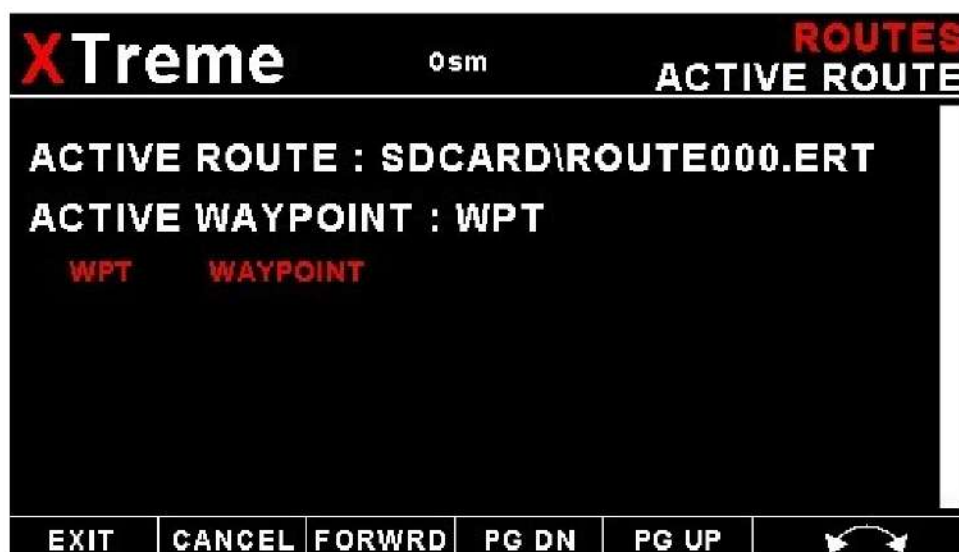 XTreme 0sm ROUTES
ACTIVE ROUTE
ACTIVE ROUTE : SDCARD\ROUTE000.ERT
ACTIVE WAYPOINT : WPT
WPT WAYPOINT
EXIT CANCEL FORWRD PG DN PG UP